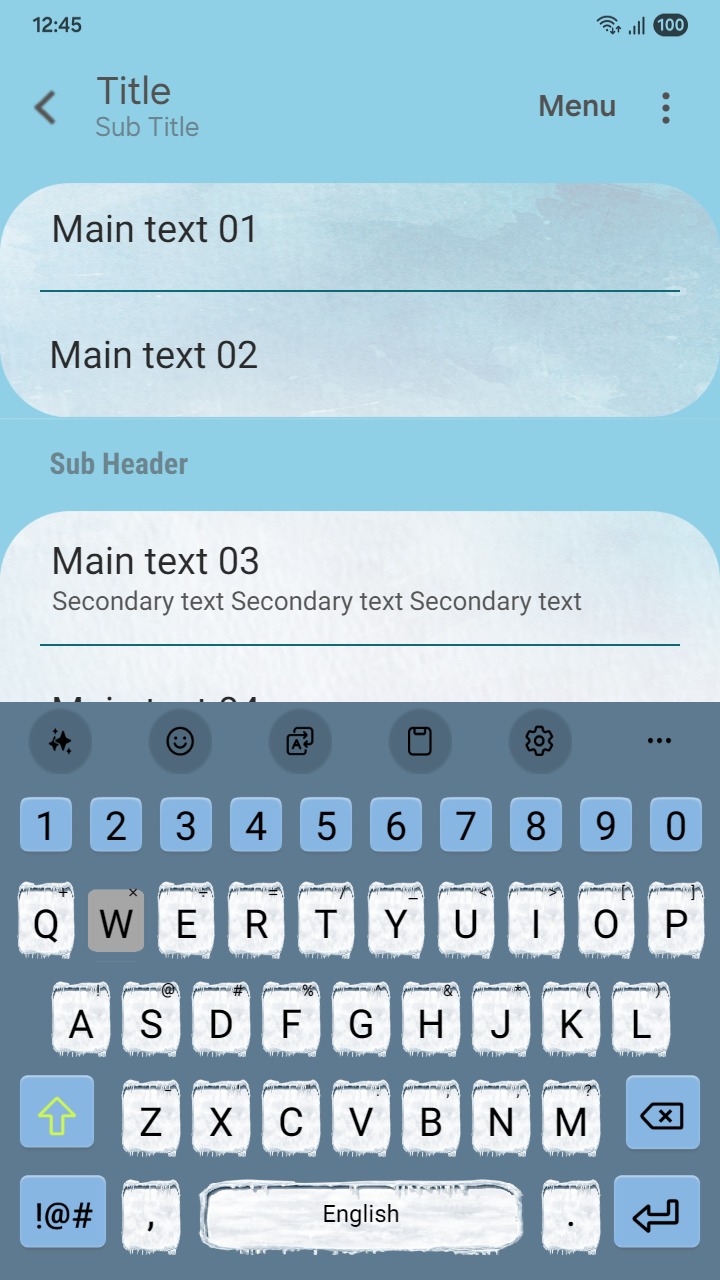 12:45
100
Title
Sub Title
Menu
Main text 01
Main text 02
Sub Header
Main text 03
Secondary text Secondary text Secondary text
1 2 3 4 5 6 7 8 9 0
+ × ÷ = / _ < > [ ]
Q W E R T Y U I O P
! @ # % ^ & * ( )
A S D F G H J K L
Z X C V B N M
!@# , English .